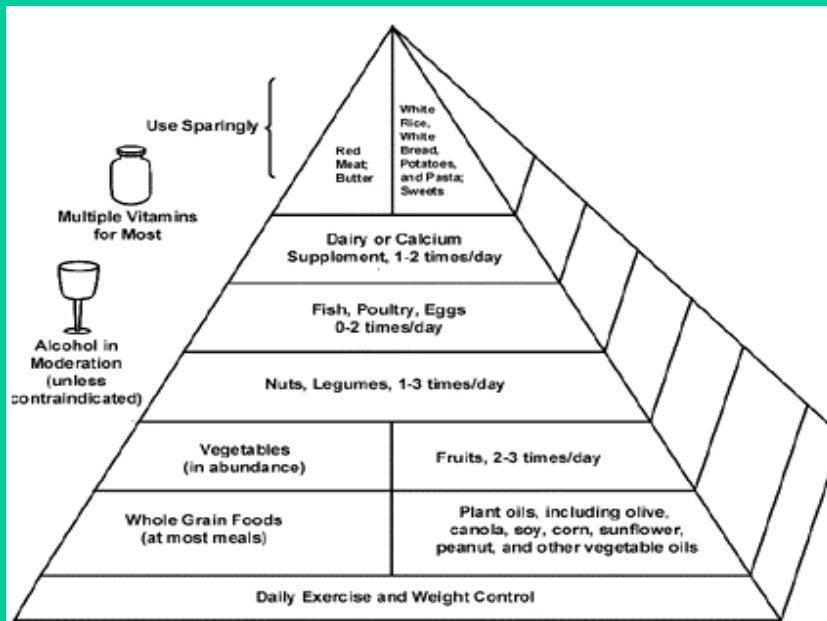 Use Sparingly
Red
Meat;
Butter
White
Rice,
White
Bread,
Potatoes,
and Pasta;
Sweets
Multiple Vitamins
for Most
Dairy or Calcium
Supplement, 1-2 times/day
Alcohol in
Moderation
(unless
contraindicated)
Fish, Poultry, Eggs
0-2 times/day
Nuts, Legumes, 1-3 times/day
Vegetables
(in abundance)
Fruits, 2-3 times/day
Whole Grain Foods
(at most meals)
Plant oils, including olive,
canola, soy, corn, sunflower,
peanut, and other vegetable oils
Daily Exercise and Weight Control